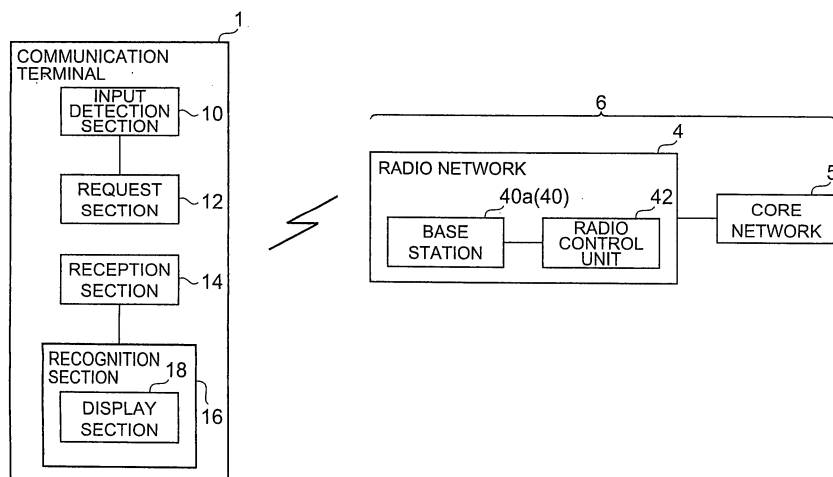 1
COMMUNICATION
TERMINAL
INPUT
DETECTION
SECTION
10
REQUEST
SECTION
12
RECEPTION
SECTION
14
RECOGNITION
SECTION
18
DISPLAY
SECTION
16
6
4
RADIO NETWORK
40a(40)
BASE
STATION
42
RADIO
CONTROL
UNIT
5
CORE
NETWORK